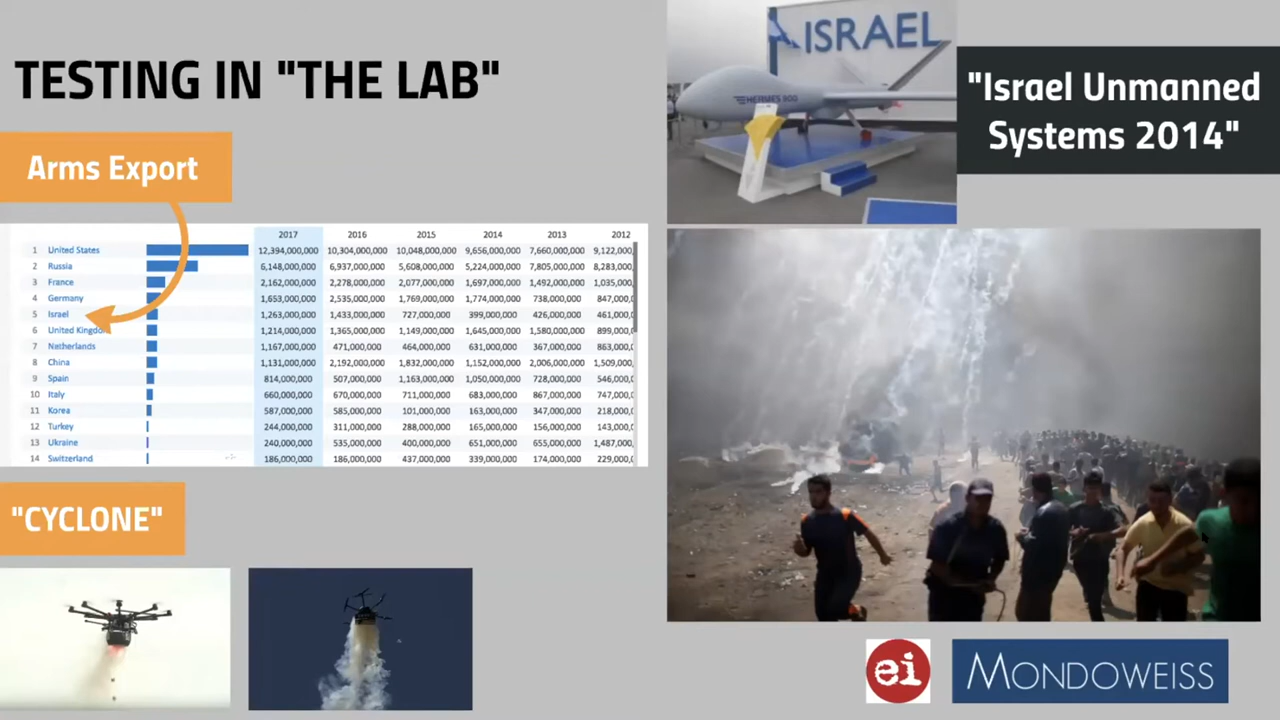 TESTING IN "THE LAB"
Arms Export
2017 2016 2015 2014 2013 2012
1 United States 12,394,000,000 10,304,000,000 10,048,000,000 9,656,000,000 7,660,000,000 9,122,000,
2 Russia 6,148,000,000 6,937,000,000 5,608,000,000 5,224,000,000 7,805,000,000 8,283,000,
3 France 2,162,000,000 2,278,000,000 2,077,000,000 1,697,000,000 1,492,000,000 1,035,000,
4 Germany 1,653,000,000 2,535,000,000 1,769,000,000 1,774,000,000 738,000,000 847,000,
5 Israel 1,263,000,000 1,433,000,000 727,000,000 399,000,000 426,000,000 461,000,
6 United Kingdo 1,214,000,000 1,365,000,000 1,149,000,000 1,645,000,000 1,580,000,000 899,000,
7 Netherlands 1,167,000,000 471,000,000 464,000,000 631,000,000 367,000,000 863,000,
8 China 1,131,000,000 2,192,000,000 1,832,000,000 1,152,000,000 2,006,000,000 1,509,000,
9 Spain 814,000,000 507,000,000 1,163,000,000 1,050,000,000 728,000,000 546,000,
10 Italy 660,000,000 670,000,000 711,000,000 683,000,000 867,000,000 747,000,
11 Korea 587,000,000 585,000,000 101,000,000 163,000,000 347,000,000 218,000,
12 Turkey 244,000,000 311,000,000 288,000,000 165,000,000 156,000,000 143,000,
13 Ukraine 240,000,000 535,000,000 400,000,000 651,000,000 655,000,000 1,487,000,
14 Switzerland 186,000,000 186,000,000 437,000,000 339,000,000 174,000,000 229,000,
"CYCLONE"
ISRAEL
HERMES 900
"Israel Unmanned
Systems 2014"
ei
MONDOWEISS